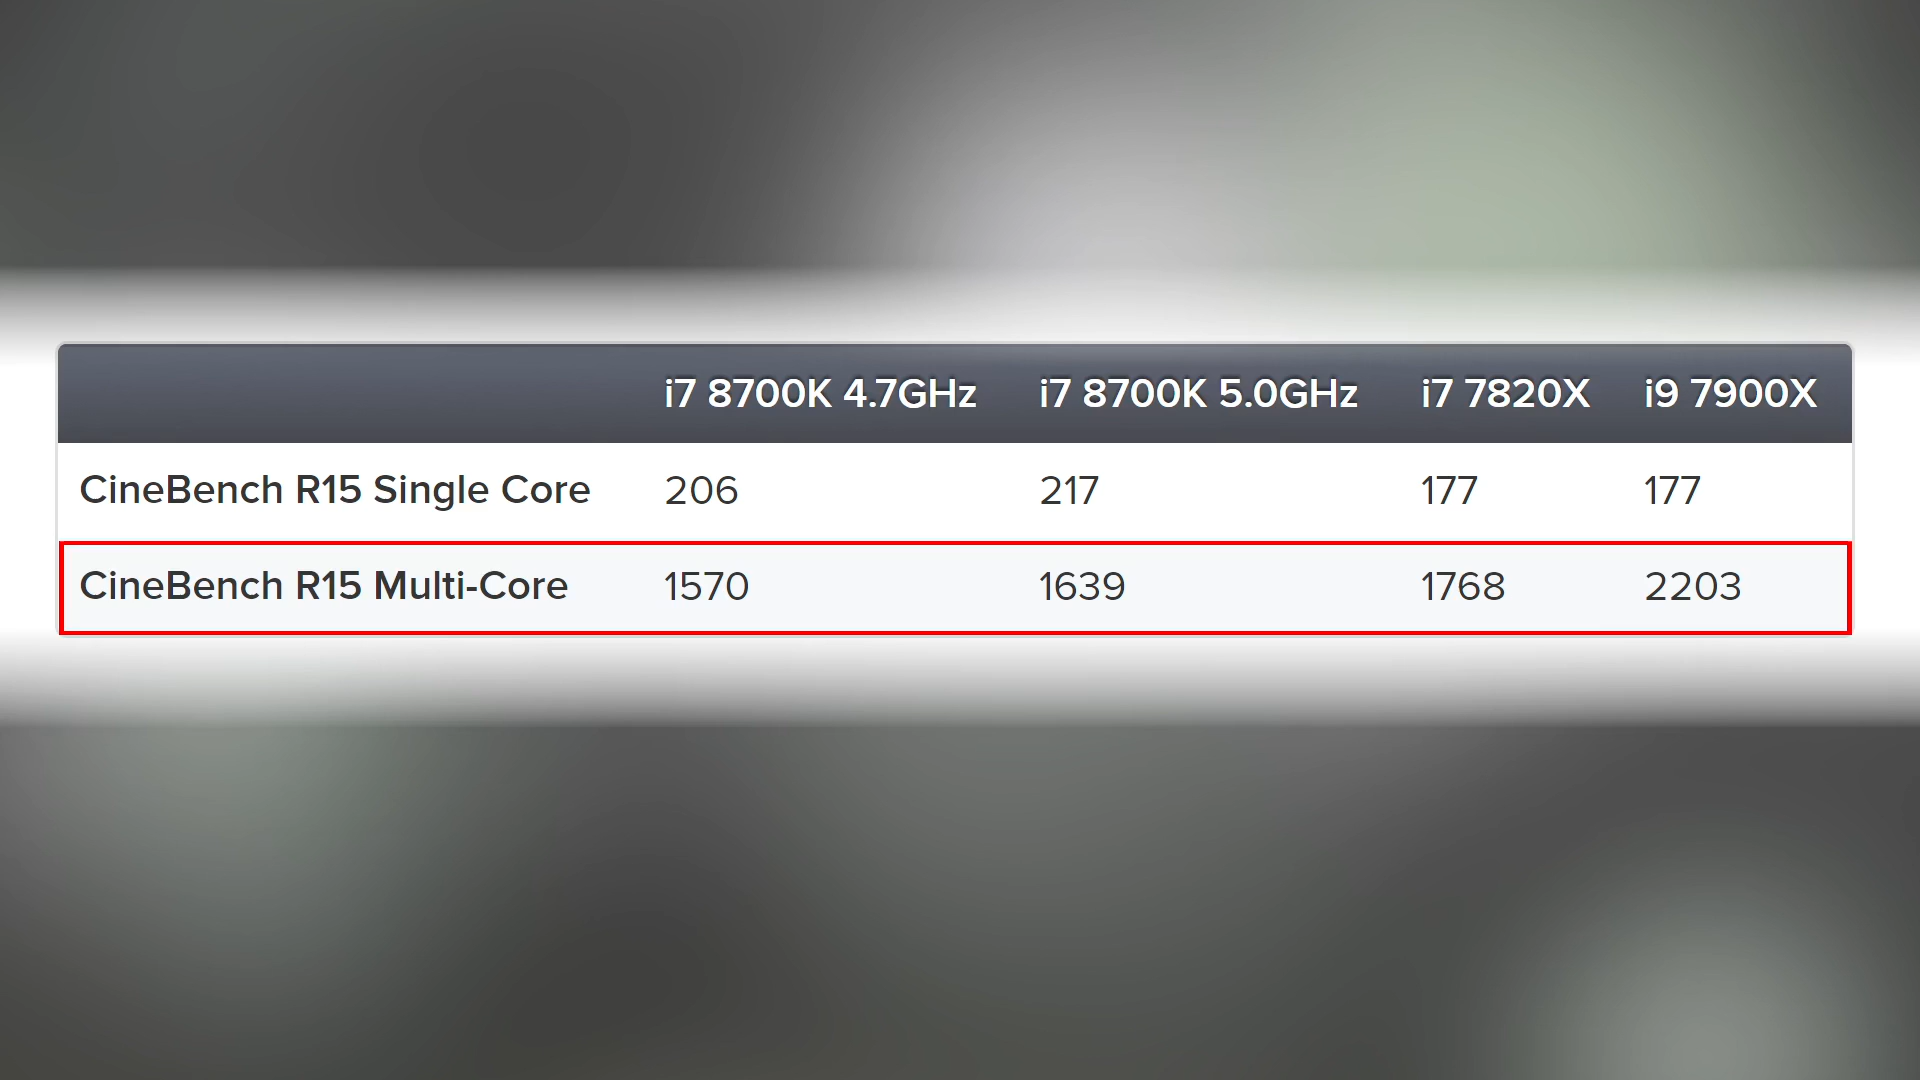 i7 8700K 4.7GHz i7 8700K 5.0GHz i7 7820X i9 7900X
CineBench R15 Single Core 206 217 177 177
CineBench R15 Multi-Core 1570 1639 1768 2203